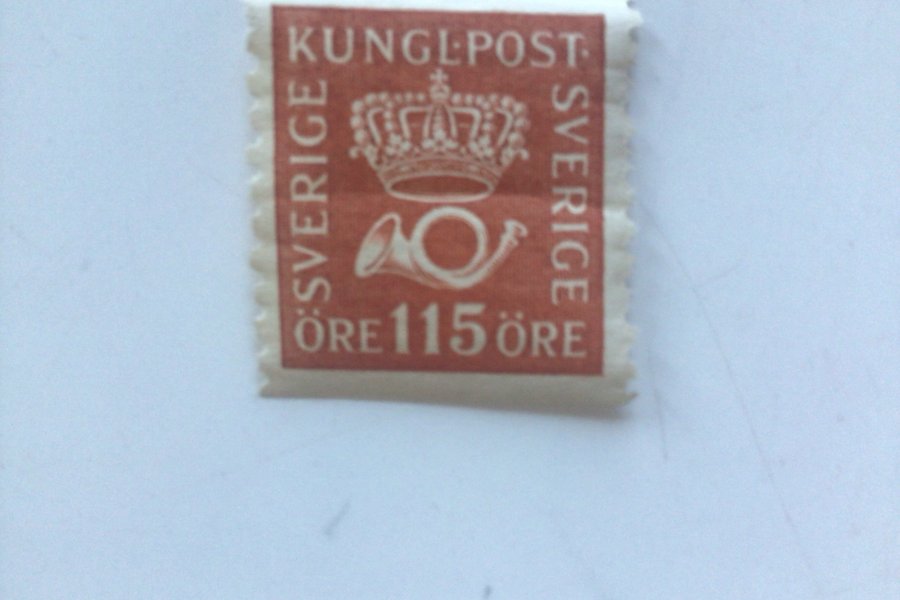 KUNGL·POST·
SVERIGE
SVERIGE
ÖRE 115 ÖRE